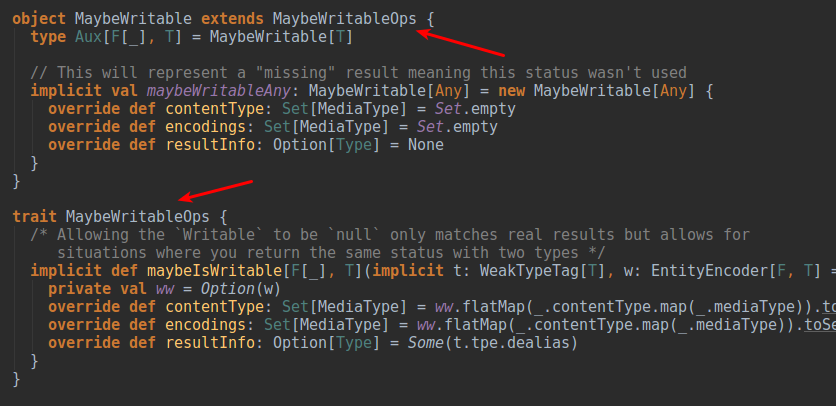 object MaybeWritable extends MaybeWritableOps {
  type Aux[F[_], T] = MaybeWritable[T]

  // This will represent a "missing" result meaning this status wasn't used
  implicit val maybeWritableAny: MaybeWritable[Any] = new MaybeWritable[Any] {
    override def contentType: Set[MediaType] = Set.empty
    override def encodings: Set[MediaType] = Set.empty
    override def resultInfo: Option[Type] = None
  }
}

trait MaybeWritableOps {
  /* Allowing the `Writable` to be `null` only matches real results but allows for
     situations where you return the same status with two types */
  implicit def maybeIsWritable[F[_], T](implicit t: WeakTypeTag[T], w: EntityEncoder[F, T] =
    private val ww = Option(w)
    override def contentType: Set[MediaType] = ww.flatMap(_.contentType.map(_.mediaType)).to
    override def encodings: Set[MediaType] = ww.flatMap(_.contentType.map(_.mediaType)).toSe
    override def resultInfo: Option[Type] = Some(t.tpe.dealias)
  }
}